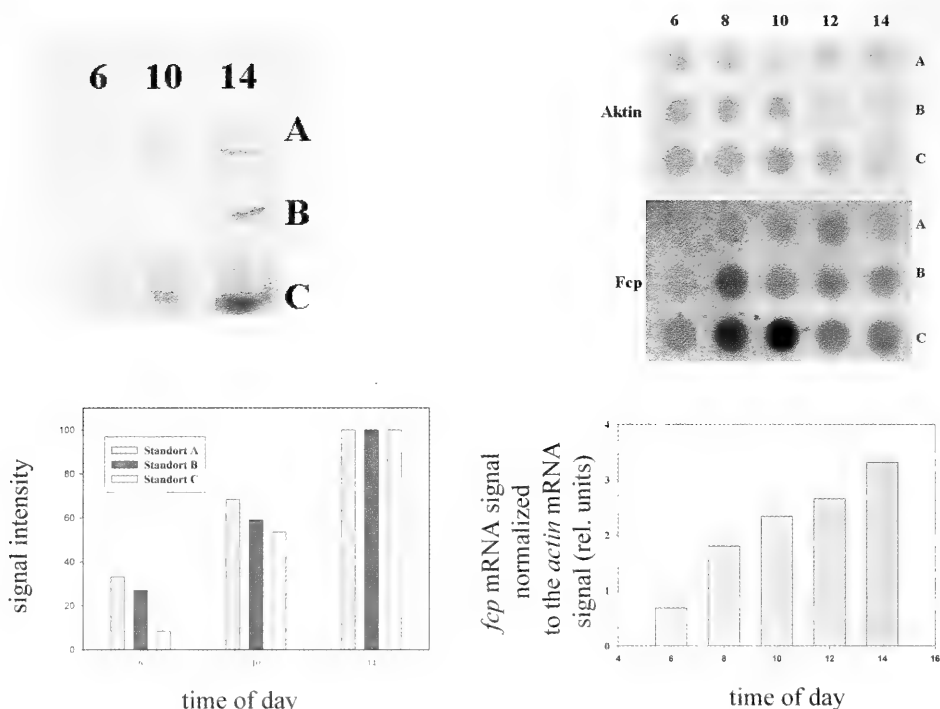 6 10 14
A
B
C
6 8 10 12 14
A
Aktin B
C
A
Fcp B
C
signal intensity
100
80
60
40
20
0
Standort A
Standort B
Standort C
10
time of day
fcp mRNA signal
normalized
to the actin mRNA
signal (rel. units)
4
3
2
1
0
4 6 8 10 12 14 16
time of day